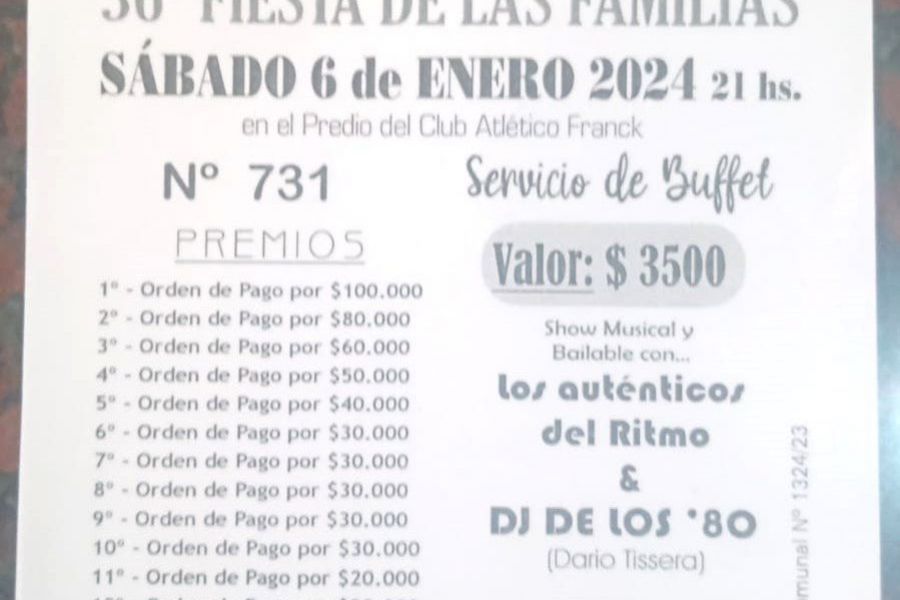 FIESTA DE LAS FAMILIAS
SÁBADO 6 de ENERO 2024 21 hs.
en el Predio del Club Atlético Franck
Nº 731
PREMIOS
1º - Orden de Pago por $100.000
2º - Orden de Pago por $80.000
3º - Orden de Pago por $60.000
4º - Orden de Pago por $50.000
5º - Orden de Pago por $40.000
6º - Orden de Pago por $30.000
7º - Orden de Pago por $30.000
8º - Orden de Pago por $30.000
9º - Orden de Pago por $30.000
10º - Orden de Pago por $30.000
11º - Orden de Pago por $20.000
Servicio de Buffet
Valor: $ 3500
Show Musical y
Bailable con...
Los auténticos
del Ritmo
&
DJ DE LOS '80
(Dario Tissera)
munal Nº 1324/23